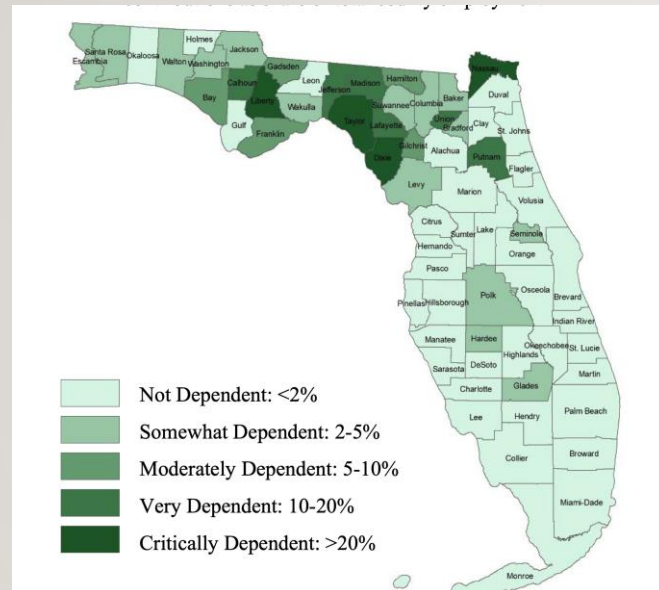 Holmes
Jackson
Santa Rosa
Okaloosa
Walton
Washington
Escambia
Gadsden
Calhoun
Leon
Bay
Liberty
Wakulla
Gulf
Franklin
Jefferson
Madison
Hamilton
Taylor
Suwannee
Columbia
Baker
Nassau
Duval
Lafayette
Union
Bradford
Clay
St. Johns
Dixie
Gilchrist
Alachua
Putnam
Flagler
Levy
Marion
Volusia
Citrus
Sumter
Lake
Seminole
Hernando
Orange
Pasco
Polk
Osceola
Brevard
Pinellas
Hillsborough
Indian River
Manatee
Hardee
Okeechobee
St. Lucie
Highlands
Sarasota
DeSoto
Martin
Charlotte
Glades
Lee
Hendry
Palm Beach
Collier
Broward
Miami-Dade
Monroe
Not Dependent: <2%
Somewhat Dependent: 2-5%
Moderately Dependent: 5-10%
Very Dependent: 10-20%
Critically Dependent: >20%